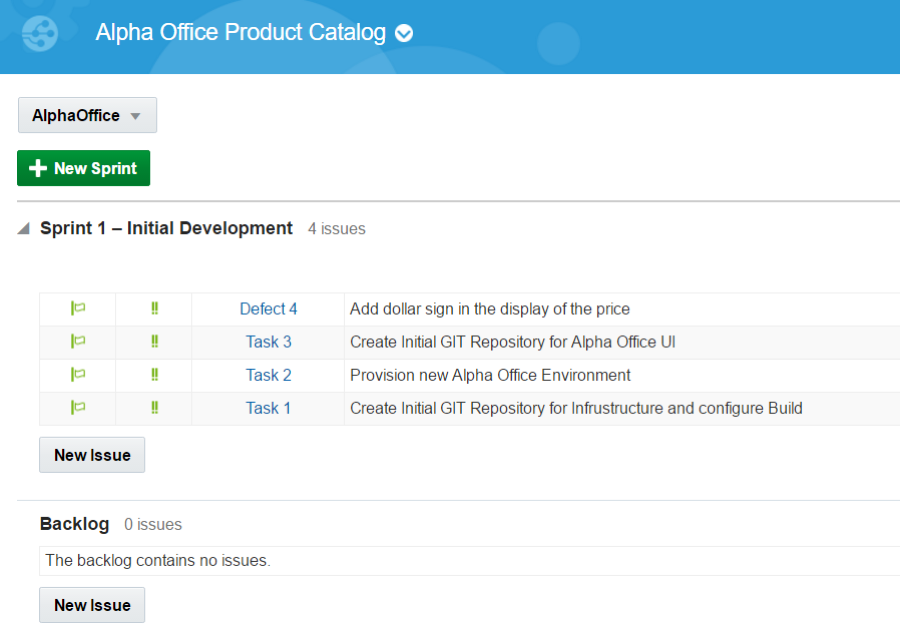 Alpha Office Product Catalog
AlphaOffice
New Sprint
Sprint 1 – Initial Development 4 issues
Defect 4 Add dollar sign in the display of the price
Task 3 Create Initial GIT Repository for Alpha Office UI
Task 2 Provision new Alpha Office Environment
Task 1 Create Initial GIT Repository for Infrustructure and configure Build
New Issue
Backlog 0 issues
The backlog contains no issues.
New Issue